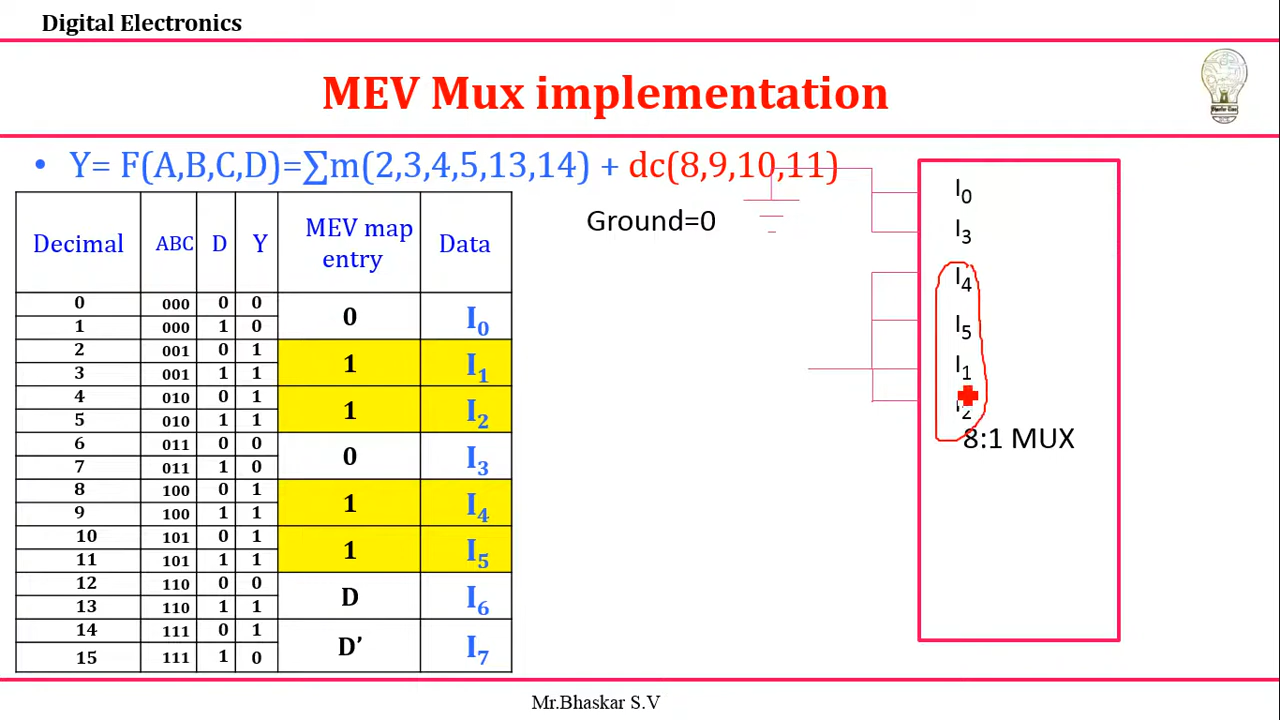 Digital Electronics
MEV Mux implementation
• Y= F(A,B,C,D)=∑m(2,3,4,5,13,14) + dc(8,9,10,11)
Decimal ABC D Y MEV map entry Data
0 000 0 0 0 I₀
1 000 1 0
2 001 0 1 1 I₁
3 001 1 1
4 010 0 1 1 I₂
5 010 1 1
6 011 0 0 0 I₃
7 011 1 0
8 100 0 1 1 I₄
9 100 1 1
10 101 0 1 1 I₅
11 101 1 1
12 110 0 0 D I₆
13 110 1 1
14 111 0 1 D’ I₇
15 111 1 0
Ground=0
I₀
I₃
I₄
I₅
I₁
I₂
8:1 MUX
Mr.Bhaskar S.V